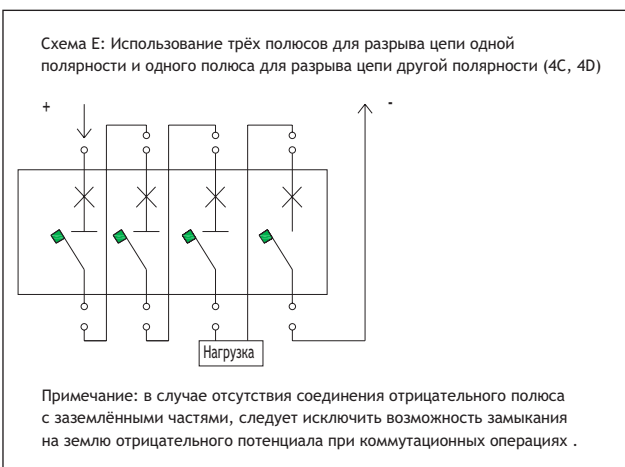 Схема E: Использование трёх полюсов для разрыва цепи одной
полярности и одного полюса для разрыва цепи другой полярности (4C, 4D)
+
-
Нагрузка
Примечание: в случае отсутствия соединения отрицательного полюса
с заземлёнными частями, следует исключить возможность замыкания
на землю отрицательного потенциала при коммутационных операциях .